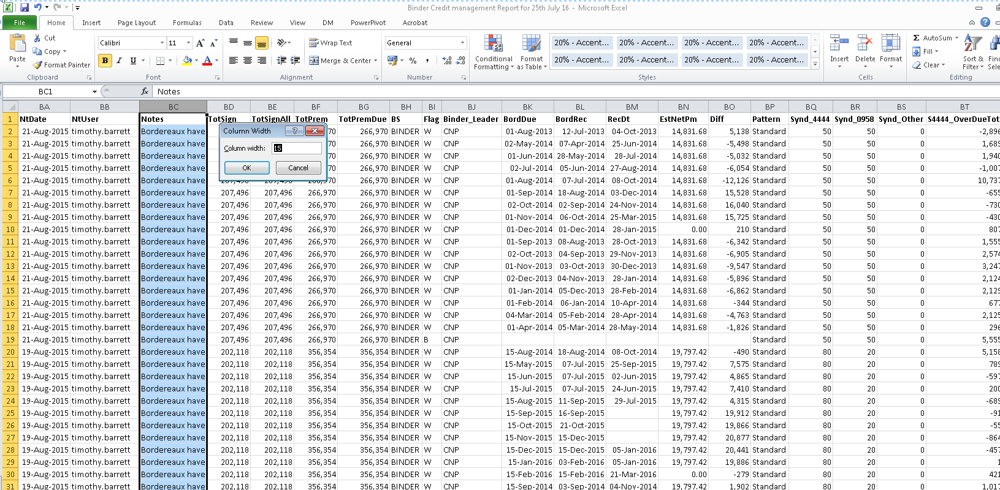 Binder Credit management Report for 25th July 16 - Microsoft Excel
File Home Insert Page Layout Formulas Data Review View DM PowerPivot Acrobat
Paste Cut Copy Format Painter Clipboard
Calibri 11 A A B I U A Font
Wrap Text Merge & Center Alignment
General % , Number
Conditional Formatting Format as Table
20% - Accent... 20% - Accent... 20% - Accent... 20% - Accent...
20% - Accent... 20% - Accent... 20% - Accent... 20% - Accent...
Styles
Insert Delete Format Cells
Σ AutoSum Fill Clear Sort & Filter Editing
BC1 fx Notes
BA BB BC BD BE BF BG BH BI BJ BK BL BM BN BO BP BQ BR BS BT
1 NtDate NtUser Notes TotSign TotSignAll TotPrem TotPremDue BS Flag Binder_Leader BordDue BordRec RecDt EstNetPm Diff Pattern Synd_4444 Synd_0958 Synd_Other S4444_OverDueTot
2 21-Aug-2015 timothy.barrett Bordereaux have 70 266,970 BINDER W CNP 01-Aug-2013 12-Jul-2013 04-Oct-2013 14,831.68 5,138 Standard 50 50 0 -2,896
3 21-Aug-2015 timothy.barrett Bordereaux have 70 266,970 BINDER W CNP 02-May-2014 07-Apr-2014 25-Jun-2014 14,831.68 -5,498 Standard 50 50 0 1,689
4 21-Aug-2015 timothy.barrett Bordereaux have 70 266,970 BINDER W CNP 01-Jun-2014 28-May-2014 28-Jul-2014 14,831.68 -5,032 Standard 50 50 0 1,940
5 21-Aug-2015 timothy.barrett Bordereaux have 70 266,970 BINDER W CNP 02-Jul-2014 05-Jun-2014 27-Aug-2014 14,831.68 -6,054 Standard 50 50 0 -1,007
6 21-Aug-2015 timothy.barrett Bordereaux have 207,496 207,496 266,970 266,970 BINDER W CNP 01-Aug-2014 07-Jul-2014 08-Oct-2014 14,831.68 -12,126 Standard 50 50 0 10,737
7 21-Aug-2015 timothy.barrett Bordereaux have 207,496 207,496 266,970 266,970 BINDER W CNP 01-Sep-2014 18-Aug-2014 03-Dec-2014 14,831.68 15,528 Standard 50 50 0 -655
8 21-Aug-2015 timothy.barrett Bordereaux have 207,496 207,496 266,970 266,970 BINDER W CNP 02-Oct-2014 02-Sep-2014 24-Nov-2014 14,831.68 16,040 Standard 50 50 0 -730
9 21-Aug-2015 timothy.barrett Bordereaux have 207,496 207,496 266,970 266,970 BINDER W CNP 01-Nov-2014 06-Oct-2014 25-Mar-2015 14,831.68 15,725 Standard 50 50 0 -430
10 21-Aug-2015 timothy.barrett Bordereaux have 207,496 207,496 266,970 266,970 BINDER W CNP 01-Dec-2014 01-Dec-2014 28-Jan-2015 0.00 210 Standard 50 50 0 807
11 21-Aug-2015 timothy.barrett Bordereaux have 207,496 207,496 266,970 266,970 BINDER W CNP 01-Sep-2013 08-Aug-2013 28-Oct-2013 14,831.68 -6,342 Standard 50 50 0 1,555
12 21-Aug-2015 timothy.barrett Bordereaux have 207,496 207,496 266,970 266,970 BINDER W CNP 02-Oct-2013 04-Sep-2013 29-Nov-2013 14,831.68 -6,905 Standard 50 50 0 2,574
13 21-Aug-2015 timothy.barrett Bordereaux have 207,496 207,496 266,970 266,970 BINDER W CNP 01-Nov-2013 03-Oct-2013 30-Dec-2013 14,831.68 -9,547 Standard 50 50 0 3,247
14 21-Aug-2015 timothy.barrett Bordereaux have 207,496 207,496 266,970 266,970 BINDER W CNP 02-Dec-2013 04-Nov-2013 28-Jan-2014 14,831.68 -5,896 Standard 50 50 0 2,124
15 21-Aug-2015 timothy.barrett Bordereaux have 207,496 207,496 266,970 266,970 BINDER W CNP 01-Jan-2014 05-Dec-2013 28-Feb-2014 14,831.68 -6,862 Standard 50 50 0 2,129
16 21-Aug-2015 timothy.barrett Bordereaux have 207,496 207,496 266,970 266,970 BINDER W CNP 01-Feb-2014 06-Jan-2014 10-Apr-2014 14,831.68 -344 Standard 50 50 0 677
17 21-Aug-2015 timothy.barrett Bordereaux have 207,496 207,496 266,970 266,970 BINDER W CNP 04-Mar-2014 05-Feb-2014 28-Apr-2014 14,831.68 -4,763 Standard 50 50 0 2,125
18 21-Aug-2015 timothy.barrett Bordereaux have 207,496 207,496 266,970 266,970 BINDER W CNP 01-Apr-2014 05-Mar-2014 28-May-2014 14,831.68 -1,826 Standard 50 50 0 296
19 21-Aug-2015 timothy.barrett Bordereaux have 207,496 207,496 266,970 266,970 BINDER B CNP Standard 50 50 0 5,555
20 19-Aug-2015 timothy.barrett Bordereaux have 202,118 202,118 356,354 356,354 BINDER W CNP 15-Aug-2014 18-Aug-2014 08-Oct-2014 19,797.42 -490 Standard 80 20 0 5,158
21 19-Aug-2015 timothy.barrett Bordereaux have 202,118 202,118 356,354 356,354 BINDER W CNP 15-May-2015 07-Jul-2015 25-Sep-2015 19,797.42 7,575 Standard 80 20 0 789
22 19-Aug-2015 timothy.barrett Bordereaux have 202,118 202,118 356,354 356,354 BINDER W CNP 15-Jun-2015 07-Jul-2015 02-Jun-2015 19,797.42 4,865 Standard 80 20 0 -597
23 19-Aug-2015 timothy.barrett Bordereaux have 202,118 202,118 356,354 356,354 BINDER W CNP 15-Jul-2015 07-Jul-2015 24-Jun-2015 19,797.42 7,410 Standard 80 20 0 200
24 19-Aug-2015 timothy.barrett Bordereaux have 202,118 202,118 356,354 356,354 BINDER W CNP 15-Aug-2015 11-Sep-2015 29-Jul-2015 19,797.42 4,315 Standard 80 20 0 -689
25 19-Aug-2015 timothy.barrett Bordereaux have 202,118 202,118 356,354 356,354 BINDER W CNP 15-Sep-2015 16-Sep-2015 19,797.42 19,912 Standard 80 20 0 -91
26 19-Aug-2015 timothy.barrett Bordereaux have 202,118 202,118 356,354 356,354 BINDER W CNP 15-Oct-2015 21-Oct-2015 19,797.42 19,866 Standard 80 20 0 -55
27 19-Aug-2015 timothy.barrett Bordereaux have 202,118 202,118 356,354 356,354 BINDER W CNP 15-Nov-2015 15-Dec-2015 19,797.42 20,877 Standard 80 20 0 -864
28 19-Aug-2015 timothy.barrett Bordereaux have 202,118 202,118 356,354 356,354 BINDER W CNP 15-Dec-2015 15-Dec-2015 05-Jan-2016 19,797.42 20,441 Standard 80 20 0 -457
29 19-Aug-2015 timothy.barrett Bordereaux have 202,118 202,118 356,354 356,354 BINDER W CNP 15-Jan-2016 03-Feb-2016 05-Jan-2016 19,797.42 19,886 Standard 80 20 0 1
30 19-Aug-2015 timothy.barrett Bordereaux have 202,118 202,118 356,354 356,354 BINDER W CNP 15-Feb-2016 15-Feb-2016 21-Mar-2016 0.00 -279 Standard 80 20 0 421
31 19-Aug-2015 timothy.barrett Bordereaux have 202,118 202,118 356,354 356,354 BINDER W CNP 15-Sep-2014 03-Sep-2014 04-Nov-2014 19,797.42 1,902 Standard 80 20 0 1,017
Column Width
Column width: 15
OK Cancel